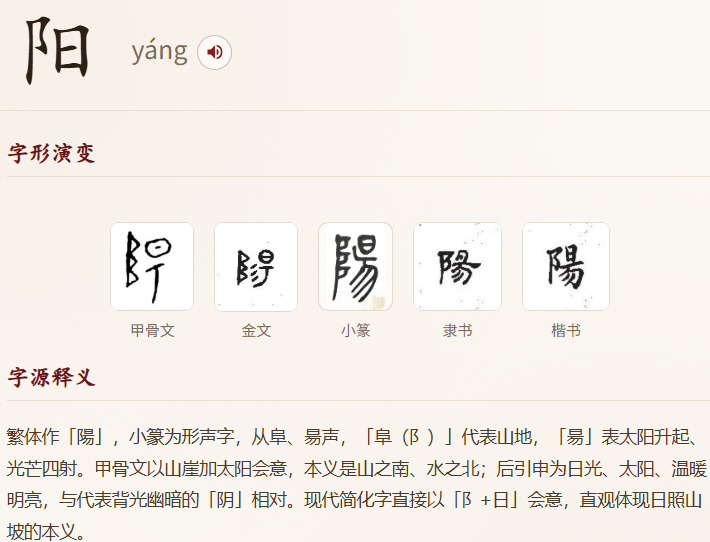 阳 yáng
字形演变
甲骨文 金文 小篆 隶书 楷书
字源释义
繁体作「陽」，小篆为形声字，从阜、易声，「阜（阝）」代表山地，「易」表太阳升起、
光芒四射。甲骨文以山崖加太阳会意，本义是山之南、水之北；后引申为日光、太阳、温暖
明亮，与代表背光幽暗的「阴」相对。现代简化字直接以「阝+日」会意，直观体现日照山
坡的本义。